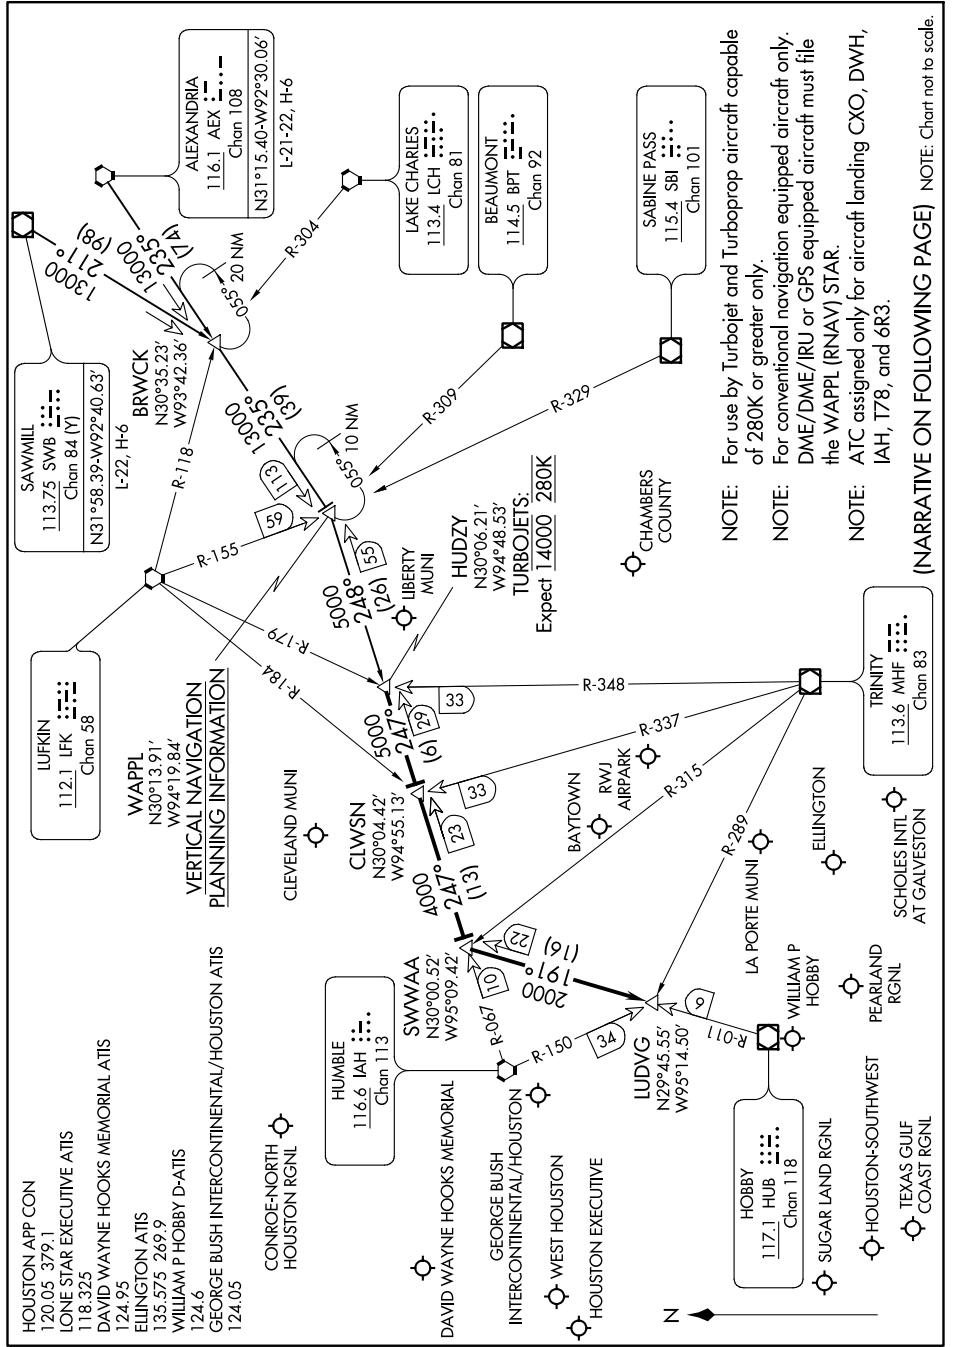 HOUSTON APP CON
120.05 379.1
LONE STAR EXECUTIVE ATIS
118.325
DAVID WAYNE HOOKS MEMORIAL ATIS
124.95
ELLINGTON ATIS
135.575 269.9
WILLIAM P HOBBY D-ATIS
124.6
GEORGE BUSH INTERCONTINENTAL/HOUSTON ATIS
124.05
LUFKIN
112.1 LFK
Chan 58
SAWMILL
113.75 SWB
Chan 84 (Y)
N31°58.39-W92°40.63'
L-22, H-6
ALEXANDRIA
116.1 AEX
Chan 108
N31°15.40-W92°30.06'
L-21-22, H-6
13000
211°
(98)
13000
235°
(74)
BRWCK
N30°35.23'
W93°42.36'
055°
20 NM
R-304
R-118
LAKE CHARLES
113.4 LCH
Chan 81
BEAUMONT
114.5 BPT
Chan 92
SABINE PASS
115.4 SBI
Chan 101
13000
235°
(39)
R-155
59
113
055°
10 NM
R-309
R-329
WAPPL
N30°13.91'
W94°19.84'
VERTICAL NAVIGATION
PLANNING INFORMATION
R-179
R-184
5000
248°
(26)
55
LIBERTY
MUNI
HUDZY
N30°06.21'
W94°48.53'
TURBOJETS:
Expect 14000 280K
CHAMBERS
COUNTY
CLEVELAND MUNI
CLWSN
N30°04.42'
W94°55.13'
5000
247°
(6)
29
33
R-348
33
R-337
23
4000
247°
(13)
BAYTOWN
RWJ
AIRPARK
R-315
R-289
TRINITY
113.6 MHF
Chan 83
SWWAA
N30°00.52'
W95°09.42'
10
22
2000
191°
(16)
R-067
R-150
34
HUMBLE
116.6 IAH
Chan 113
LUDVG
N29°45.55'
W95°14.50'
9
R-011
LA PORTE MUNI
ELLINGTON
SCHOLES INTL
AT GALVESTON
WILLIAM P
HOBBY
PEARLAND
RGNL
CONROE-NORTH
HOUSTON RGNL
DAVID WAYNE HOOKS MEMORIAL
GEORGE BUSH
INTERCONTINENTAL/HOUSTON
WEST HOUSTON
HOUSTON EXECUTIVE
HOBBY
117.1 HUB
Chan 118
SUGAR LAND RGNL
HOUSTON-SOUTHWEST
TEXAS GULF
COAST RGNL
N
NOTE: For use by Turbojet and Turboprop aircraft capable
of 280K or greater only.
NOTE: For conventional navigation equipped aircraft only.
DME/DME/IRU or GPS equipped aircraft must file
the WAPPL (RNAV) STAR.
NOTE: ATC assigned only for aircraft landing CXO, DWH,
IAH, T78, and 6R3.
(NARRATIVE ON FOLLOWING PAGE) NOTE: Chart not to scale.